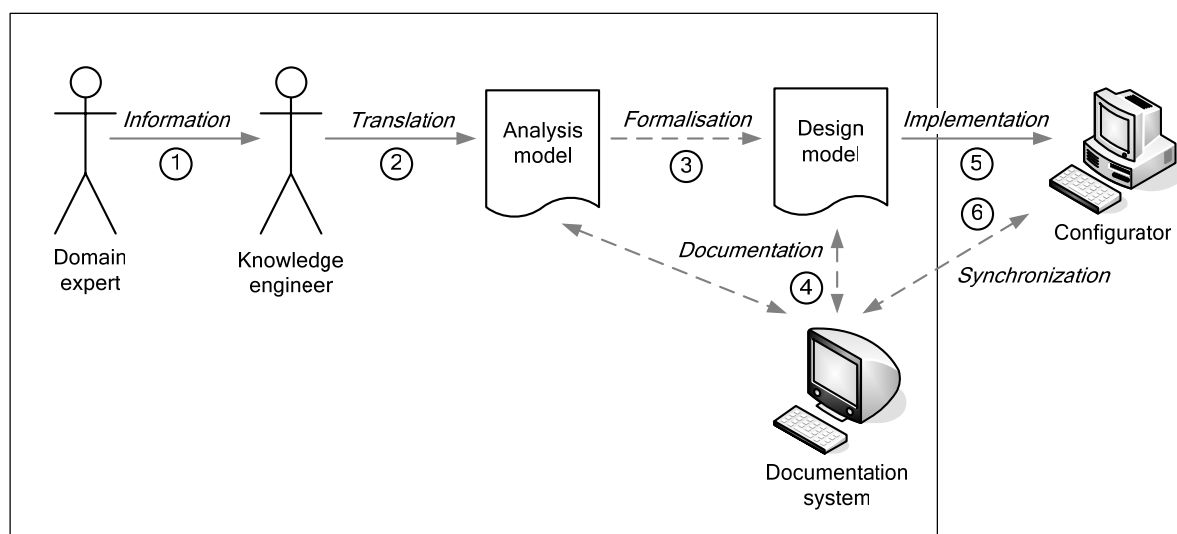 Information
1
Translation
2
Analysis
model
Formalisation
3
Design
model
Implementation
5
6
Domain
expert
Knowledge
engineer
Documentation
4
Configurator
Synchronization
Documentation
system